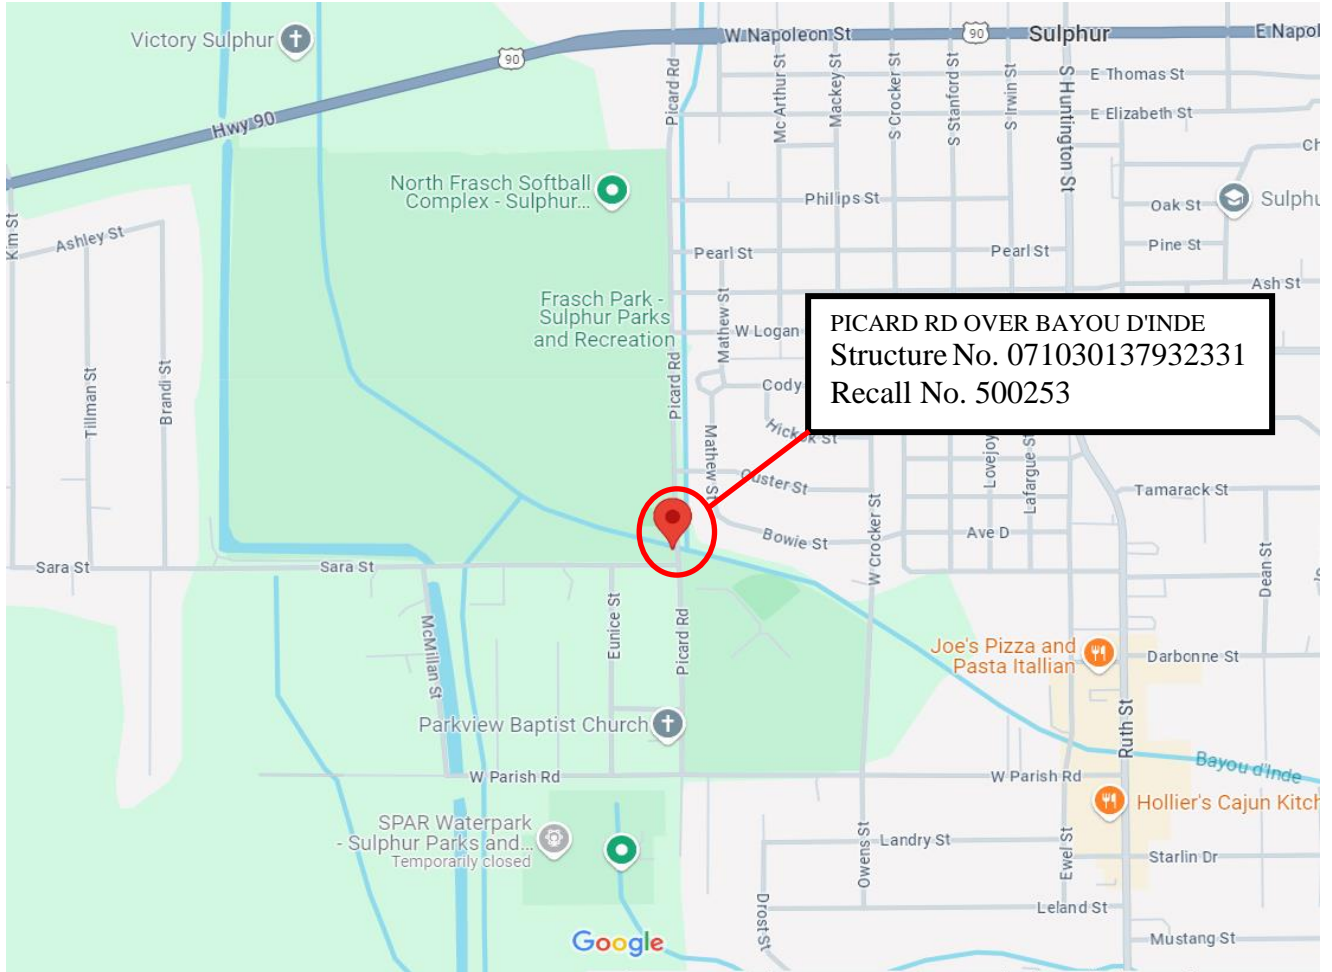 Victory Sulphur
90
W Napoleon St
90
Sulphur
E Napol
Hwy 90
Picard Rd
Mc Arthur St
Mackey St
S Crocker St
S Stanford St
S Irwin St
S Huntington St
E Thomas St
E Elizabeth St
Ch
North Frasch Softball
Complex - Sulphur...
Phillips St
Oak St
Sulphu
Kim St
Ashley St
Pearl St
Pearl St
Pine St
Ash St
Frasch Park -
Sulphur Parks
and Recreation
Mathew St
W Logan
PICARD RD OVER BAYOU D'INDE
Structure No. 071030137932331
Recall No. 500253
Tillman St
Brandi St
Picard Rd
Cody
Hickok St
Mathew St
Custer St
Lovejoy
Lafargue St
Tamarack St
W Crocker St
Bowie St
Ave D
Dean St
Sara St
Sara St
McMillan St
Eunice St
Picard Rd
Joe's Pizza and
Pasta Itallian
Darbonne St
Ruth St
Parkview Baptist Church
Bayou d'Inde
W Parish Rd
W Parish Rd
Hollier's Cajun Kitch
SPAR Waterpark
- Sulphur Parks and...
Temporarily closed
Owens St
Landry St
Ewel St
Starlin Dr
Drost St
Leland St
Google
Mustang St